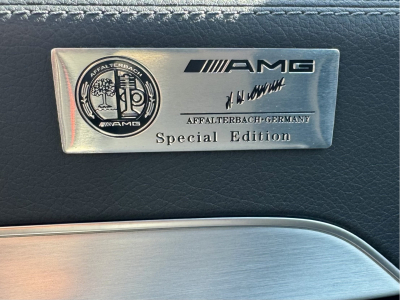 AFFALTERBACH
AMG
AMG
AFFALTERBACH-GERMANY
Special Edition